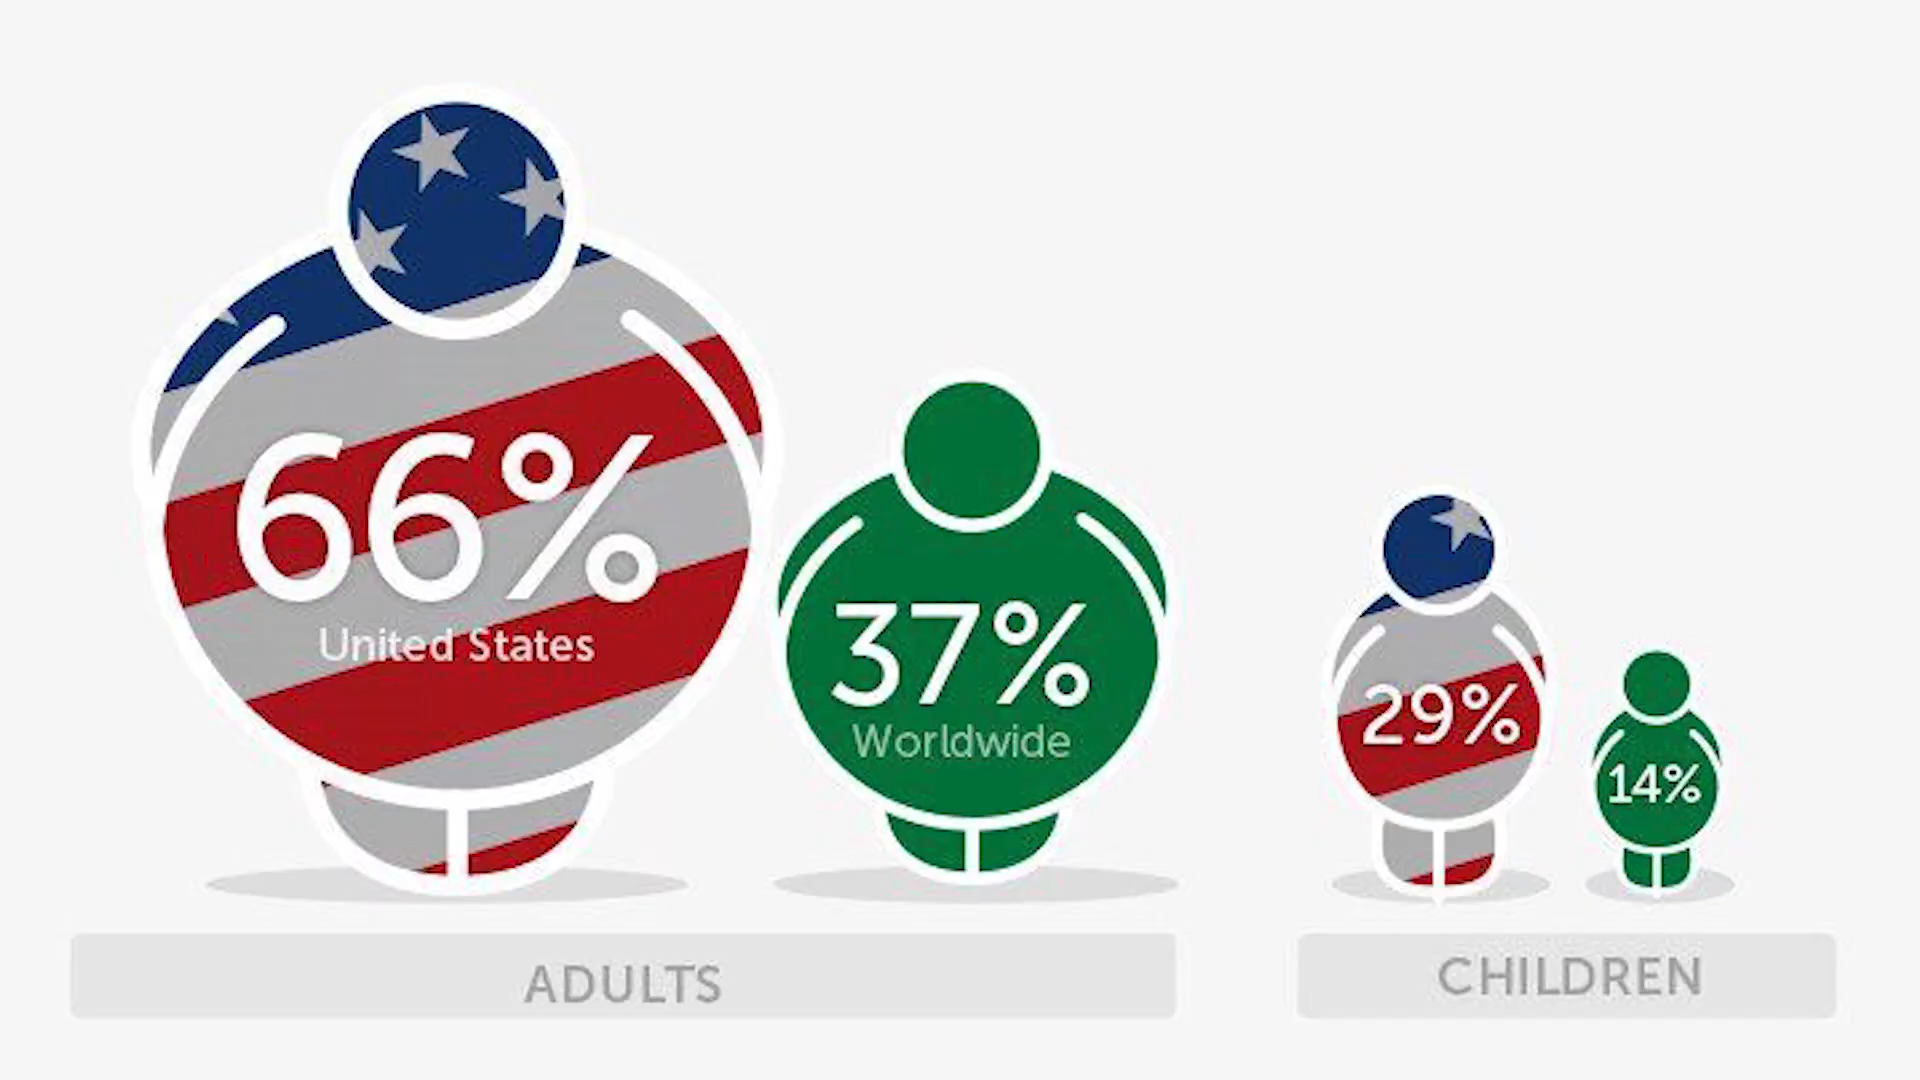 66%
United States
37%
Worldwide
29%
14%
ADULTS
CHILDREN